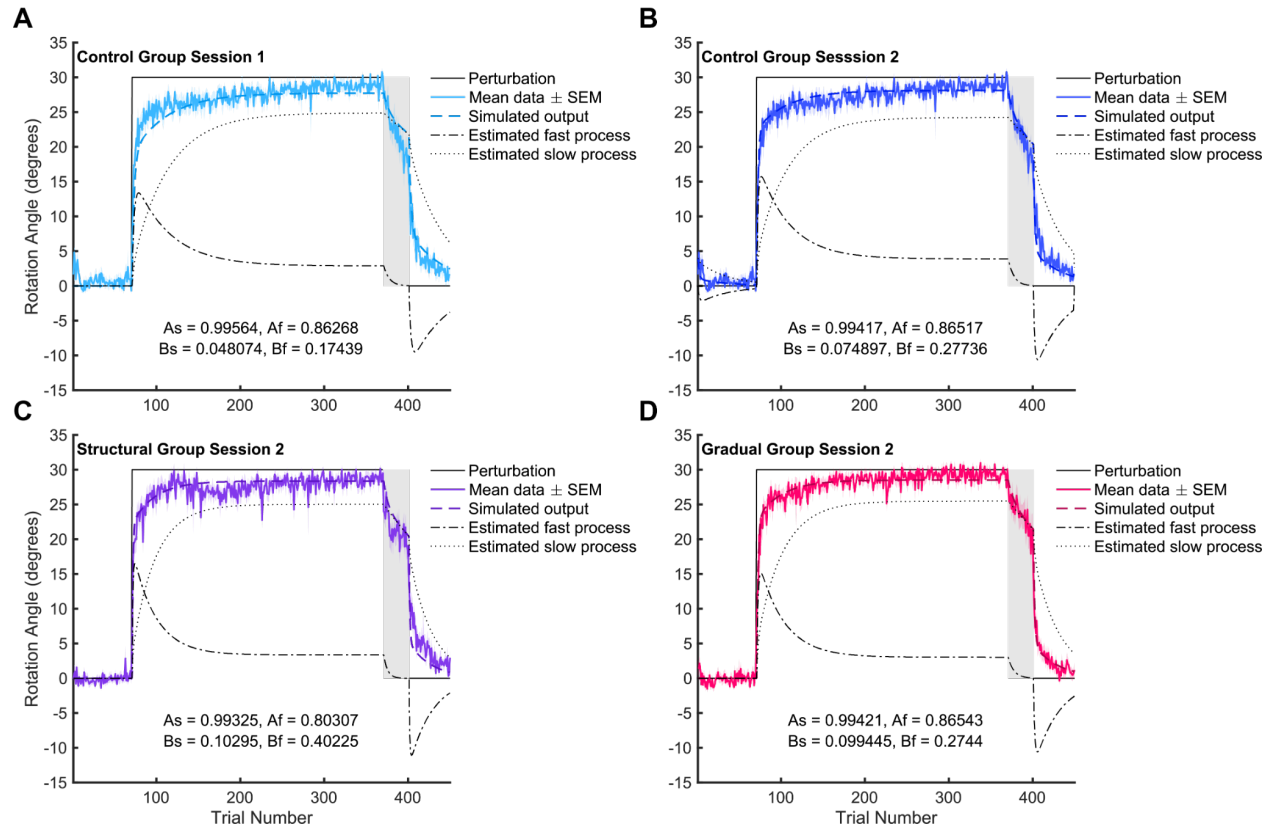 A
Control Group Session 1
35
30
25
20
15
10
5
0
-5
-10
-15
Rotation Angle (degrees)
100
200
300
400
Perturbation
Mean data ± SEM
Simulated output
Estimated fast process
Estimated slow process
As = 0.99564, Af = 0.86268
Bs = 0.048074, Bf = 0.17439
B
Control Group Sesssion 2
35
30
25
20
15
10
5
0
-5
-10
-15
100
200
300
400
Perturbation
Mean data ± SEM
Simulated output
Estimated fast process
Estimated slow process
As = 0.99417, Af = 0.86517
Bs = 0.074897, Bf = 0.27736
C
Structural Group Session 2
35
30
25
20
15
10
5
0
-5
-10
-15
Rotation Angle (degrees)
100
200
300
400
Trial Number
Perturbation
Mean data ± SEM
Simulated output
Estimated fast process
Estimated slow process
As = 0.99325, Af = 0.80307
Bs = 0.10295, Bf = 0.40225
D
Gradual Group Session 2
35
30
25
20
15
10
5
0
-5
-10
-15
100
200
300
400
Trial Number
Perturbation
Mean data ± SEM
Simulated output
Estimated fast process
Estimated slow process
As = 0.99421, Af = 0.86543
Bs = 0.099445, Bf = 0.2744